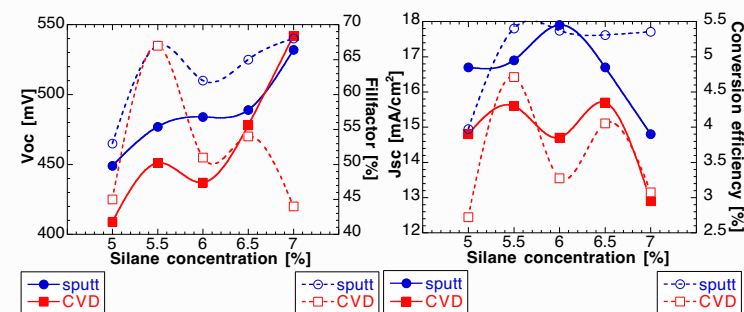 550
500
450
400
Voc [mV]
70
65
60
55
50
45
40
Fillfactor [%]
5 5.5 6 6.5 7
Silane concentration [%]
sputt
CVD
sputt
CVD
18
17
16
15
14
13
12
Jsc [mA/cm²]
5.5
5
4.5
4
3.5
3
2.5
Conversion efficiency [%]
5 5.5 6 6.5 7
Silane concentration [%]
sputt
CVD
sputt
CVD